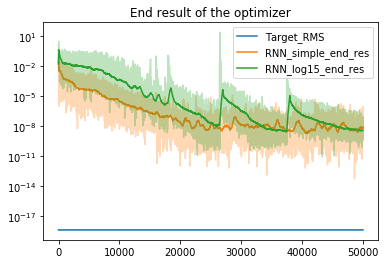 End result of the optimizer
10¹
10⁻²
10⁻⁵
10⁻⁸
10⁻¹¹
10⁻¹⁴
10⁻¹⁷
Target_RMS
RNN_simple_end_res
RNN_log15_end_res
0 10000 20000 30000 40000 50000